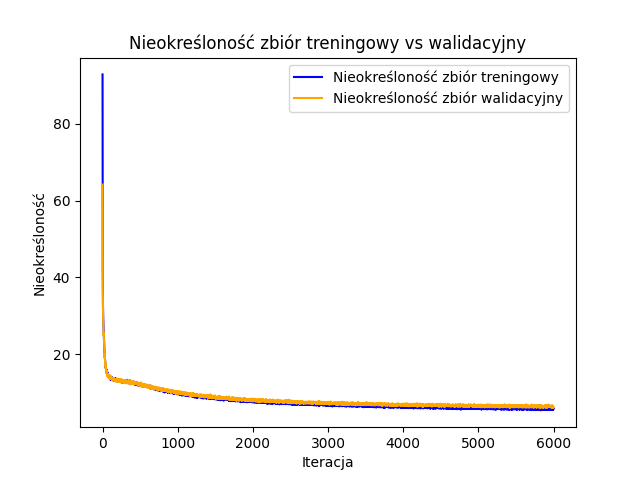 Nieokreśloność zbiór treningowy vs walidacyjny
Nieokreśloność zbiór treningowy
Nieokreśloność zbiór walidacyjny
80
60
40
20
Nieokreśloność
0 1000 2000 3000 4000 5000 6000
Iteracja